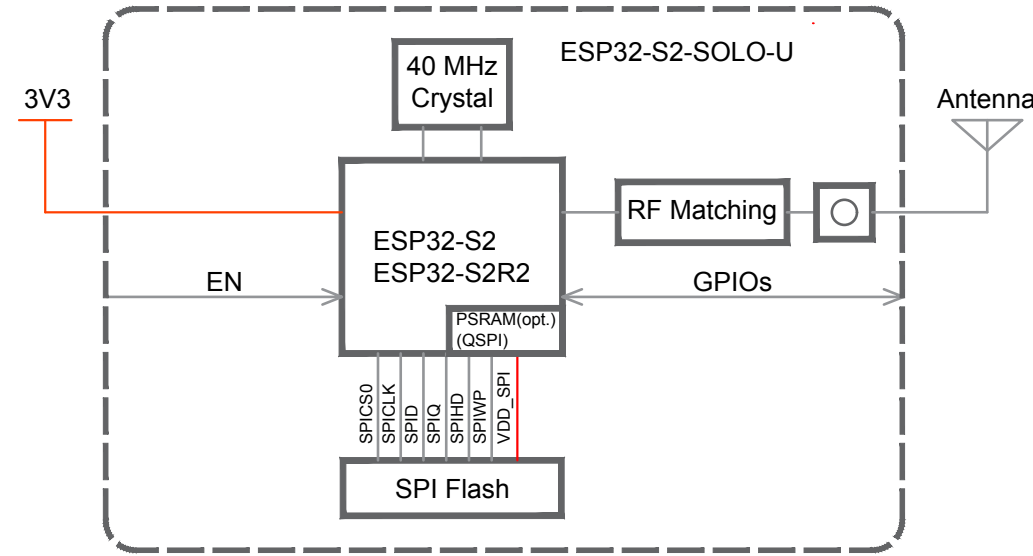 ESP32-S2-SOLO-U
40 MHz
Crystal
3V3
Antenna
RF Matching
ESP32-S2
ESP32-S2R2
EN
GPIOs
PSRAM(opt.)
(QSPI)
SPICS0
SPICLK
SPID
SPIQ
SPIHD
SPIWP
VDD_SPI
SPI Flash